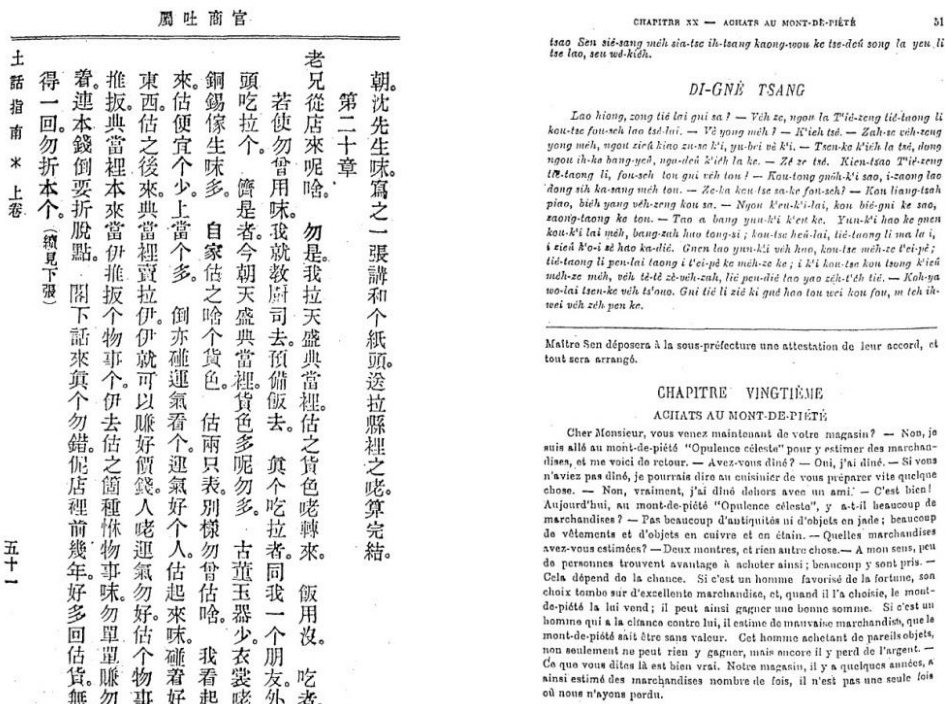 官商吐屬
朝。沈先生味寫之一張講和个紙頭。送拉縣裡之咾。算完結。
第二十章
老兄從店來呢啥。 勿是。我拉天盛典當裡。估之貨色咾轉來。 飯用沒。 吃者。
若使勿曾用味。我就教廚司去。預備飯去。 眞个吃拉者。同我一个朋友。外
頭吃拉个。 儕是者。今朝天盛典當裡。貨色多呢勿多。 古董玉器少。衣裳咾
銅錫傢生味多。 自家估之啥个貨色。 估兩只表。別樣勿曾估啥。 我看起
來。估便宜个少。上當个多。 倒亦碰運氣看个。運氣好个人。估起來味。碰着好
東西。估之後來。典當裡賣拉伊。伊就可以賺好價錢。人咾運氣勿好。估个物事
推扳。典當裡本來當伊推扳个物事个。伊去估之箇種恘物事味。勿單單賺勿
着。連本錢倒要折脫點。 閣下話來眞个勿錯。伲店裡前幾年。好多回估貨。無
得一回勿折本个。(續見下張)
土話指南 上卷
五十一
CHAPITRE XX — ACHATS AU MONT-DE-PIÉTÉ 51
tsao Sen sié-sang méh sia-tse ih-tsang kaong-wou ke tse-deû song la yeu li
tse lao, seu wé-kiéh.
DI-GNÈ TSANG
Lao hiong, zong tié lai gni sa ? — Véh ze, ngou la T'ié-zeng tié-taong li
kou-tse fou-seh lao tsé-lai. — Vè yong méh ? — K'ieh tsé. — Zah-se véh-zeng
yong méh, ngou zieû kiao zu-se k'i, yu-bei vè k'i. — Tsen-ke k'iéh la tsé, dong
ngou ih-ke bang-yeû, nga-deû k'iéh la ke. — Zé ze tsé. Kien-tsao T'ié-zeng
tié-taong li, fou-seh tou gni véh tou ? — Kou-tong gnôh-k'i sao, i-zaong lao
dong sih ka-sang méh tou. — Ze-ka kou-tse sa-ke fou-seh? — Kou liang-tsah
piao, biéh yang véh-zeng kou sa. — Ngou k'eu-k'i-lai, kou bié-gni ke sao,
zaong-taong ke tou. — Tao a bang yun-k'i k'eu ke. Yun-k'i hao ke gnen
kou-k'i lai méh, bang-zah hao tong-si ; kou-tse heû-lai, tié-taong li ma la i,
i zieû k'o-i sè hao ka-dié. Gnen lao yun-k'i véh hao, kou-ke méh-ze t'ei-pè ;
tié-taong li pen-lai taong i t'ei-pè ke méh-ze ke ; i k'i kou-tse kou tsong k'ieû
méh-ze méh, véh tè-tè zè-véh-zah, lié pen-dié tao yao zéh-t'éh tié. — Koh-ya
wo-lai tsen-ke véh ts'ouo. Gni tié li zié ki gné hao tou wei kou fou, m teh ih-
wei véh zéh pen ke.
Maître Sen déposera à la sous-préfecture une attestation de leur accord, et
tout sera arrangé.
CHAPITRE VINGTIÈME
ACHATS AU MONT-DE-PIÉTÉ
Cher Monsieur, vous venez maintenant de votre magasin? — Non, je
suis allé au mont-de-piété "Opulence céleste" pour y estimer des marchan-
dises, et me voici de retour. — Avez-vous dîné? — Oui, j'ai dîné. — Si vous
n'aviez pas dîné, je pourrais dire au cuisinier de vous préparer vite quelque
chose. — Non, vraiment, j'ai dîné dehors avec un ami. — C'est bien!
Aujourd'hui, au mont-de-piété "Opulence céleste", y a-t-il beaucoup de
marchandises ? — Pas beaucoup d'antiquités ni d'objets en jade ; beaucoup
de vêtements et d'objets en cuivre et en étain. — Quelles marchandises
avez-vous estimées? — Deux montres, et rien autre chose.— A mon sens, peu
de personnes trouvent avantage à acheter ainsi ; beaucoup y sont pris. —
Cela dépend de la chance. Si c'est un homme favorisé de la fortune, son
choix tombe sur d'excellente marchandise, et, quand il l'a choisie, le mont-
de-piété la lui vend ; il peut ainsi gagner une bonne somme. Si c'est un
homme qui a la chance contre lui, il estime de mauvaise marchandise, que le
mont-de-piété sait être sans valeur. Cet homme achetant de pareils objets,
non seulement ne peut rien y gagner, mais encore il y perd de l'argent. —
Ce que vous dites là est bien vrai. Notre magasin, il y a quelques années, a
ainsi estimé des marchandises nombre de fois, il n'est pas une seule fois
où nous n'ayons perdu.